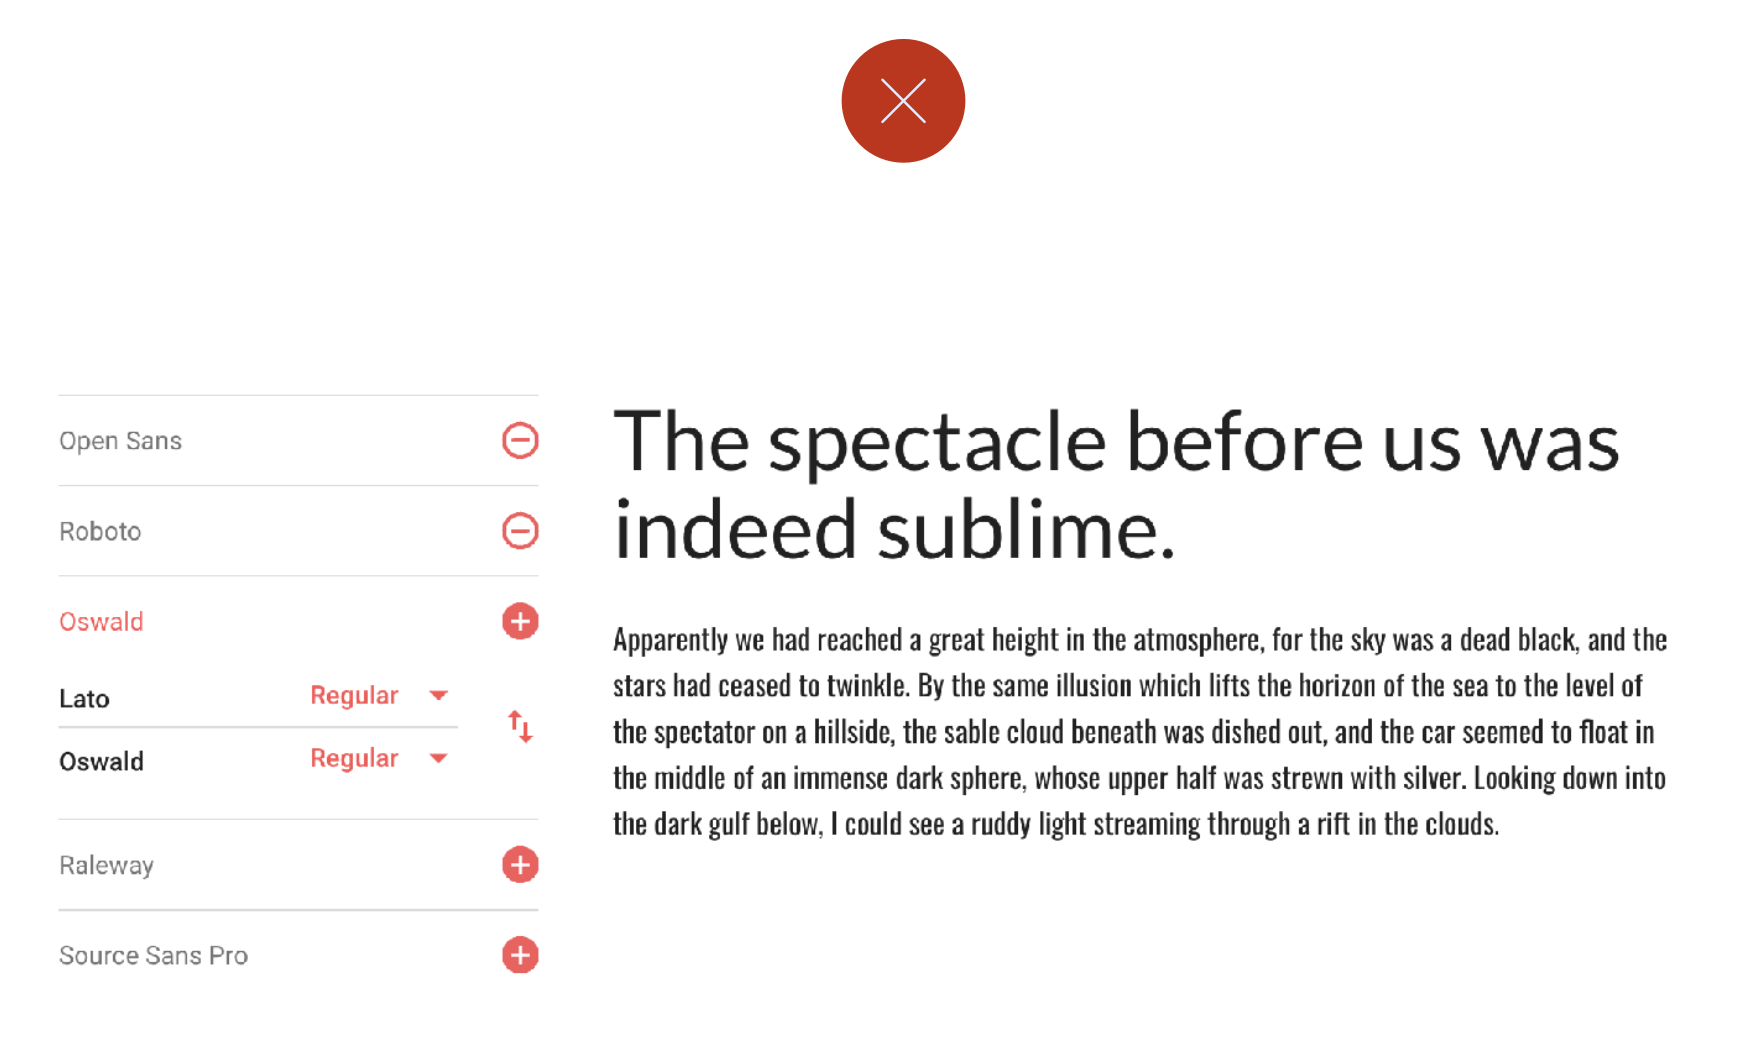 Open Sans
Roboto
Oswald
Lato Regular
Oswald Regular
Raleway
Source Sans Pro
The spectacle before us was
indeed sublime.
Apparently we had reached a great height in the atmosphere, for the sky was a dead black, and the
stars had ceased to twinkle. By the same illusion which lifts the horizon of the sea to the level of
the spectator on a hillside, the sable cloud beneath was dished out, and the car seemed to float in
the middle of an immense dark sphere, whose upper half was strewn with silver. Looking down into
the dark gulf below, I could see a ruddy light streaming through a rift in the clouds.